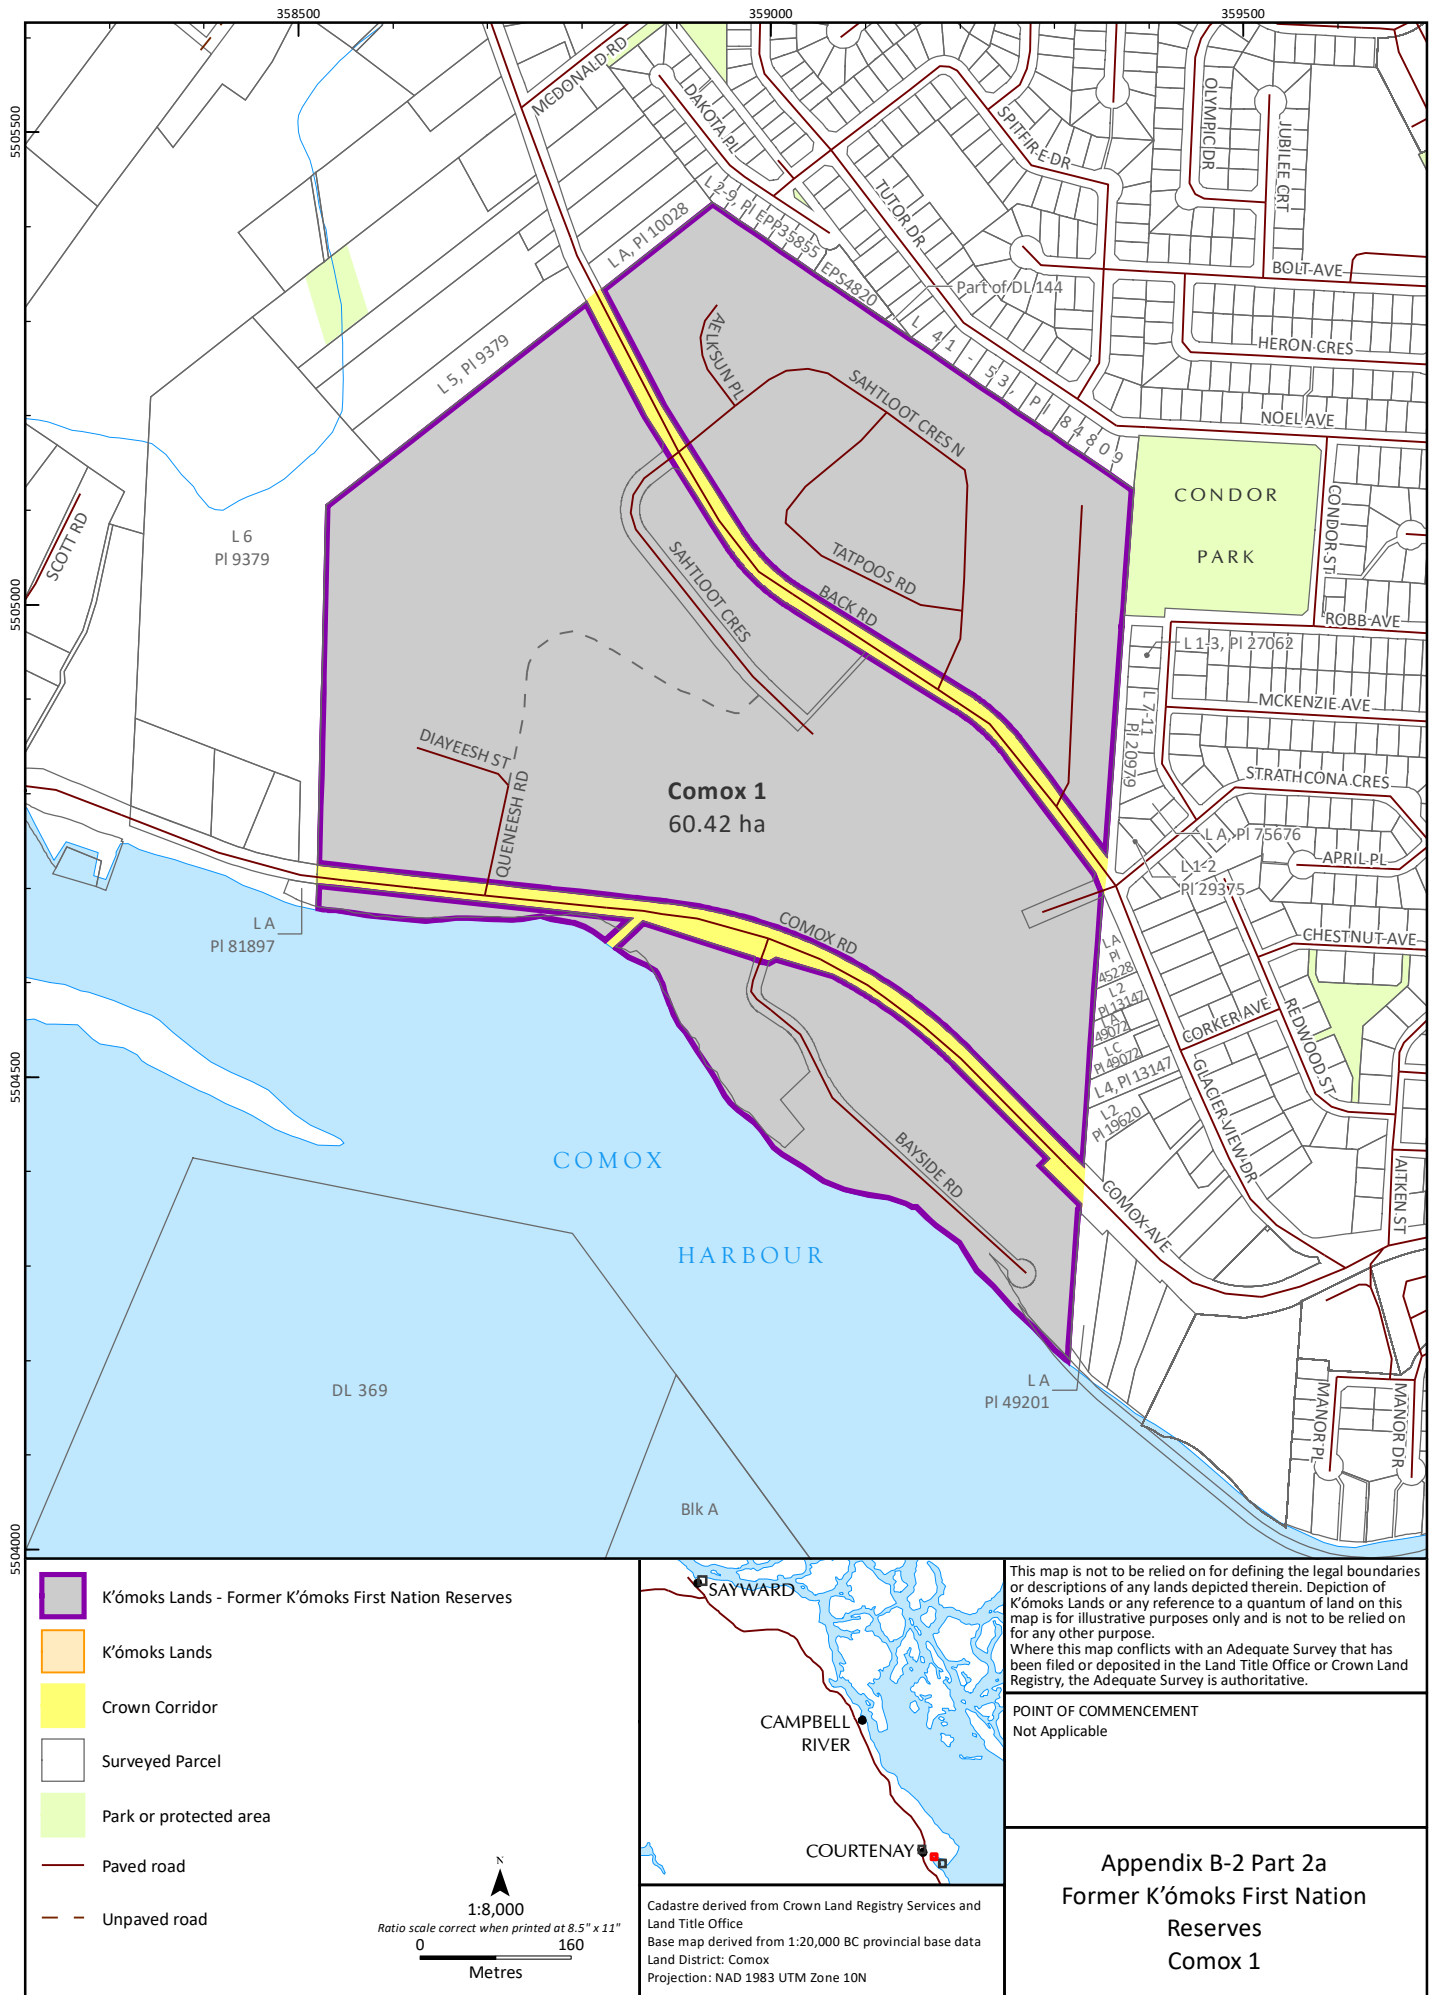 358500
359000
359500
5505500
5505000
5504500
5504000
MCDONALD RD
DAKOTA PL
SPITFIRE DR
OLYMPIC DR
JUBILEE CRT
TUTOR DR
L A, Pl 10028
L 2-9, Pl EPP35855
EPS4820
Part of DL 144
BOLT AVE
HERON CRES
NOEL AVE
L 5, Pl 9379
AELKSUN PL
SAHTLOOT CRES N
L 41 - 53, Pl 84809
CONDOR
PARK
CONDOR ST
SCOTT RD
L 6
Pl 9379
SAHTLOOT CRES
TATPOOS RD
BACK RD
ROBB AVE
L 1-3, Pl 27062
L 7-11
Pl 20979
MCKENZIE AVE
STRATHCONA CRES
DIAYEESH ST
QUENEESH RD
Comox 1
60.42 ha
L A, Pl 75676
APRIL PL
L 1-2
Pl 29375
L A
Pl 81897
COMOX RD
CHESTNUT AVE
L A
Pl
45228
L 2
Pl 13147
L A
49072
L C
Pl 49072
L 4, Pl 13147
L 2
Pl 19620
CORKER AVE
REDWOOD ST
GLACIER VIEW DR
AITKEN ST
BAYSIDE RD
COMOX AVE
COMOX
HARBOUR
DL 369
Blk A
L A
Pl 49201
MANOR PL
MANOR DR
K'ómoks Lands - Former K'ómoks First Nation Reserves
K'ómoks Lands
Crown Corridor
Surveyed Parcel
Park or protected area
Paved road
Unpaved road
N
1:8,000
Ratio scale correct when printed at 8.5" x 11"
0 160
Metres
SAYWARD
CAMPBELL
RIVER
COURTENAY
Cadastre derived from Crown Land Registry Services and
Land Title Office
Base map derived from 1:20,000 BC provincial base data
Land District: Comox
Projection: NAD 1983 UTM Zone 10N
This map is not to be relied on for defining the legal boundaries
or descriptions of any lands depicted therein. Depiction of
K'ómoks Lands or any reference to a quantum of land on this
map is for illustrative purposes only and is not to be relied on
for any other purpose.
Where this map conflicts with an Adequate Survey that has
been filed or deposited in the Land Title Office or Crown Land
Registry, the Adequate Survey is authoritative.
POINT OF COMMENCEMENT
Not Applicable
Appendix B-2 Part 2a
Former K'ómoks First Nation
Reserves
Comox 1